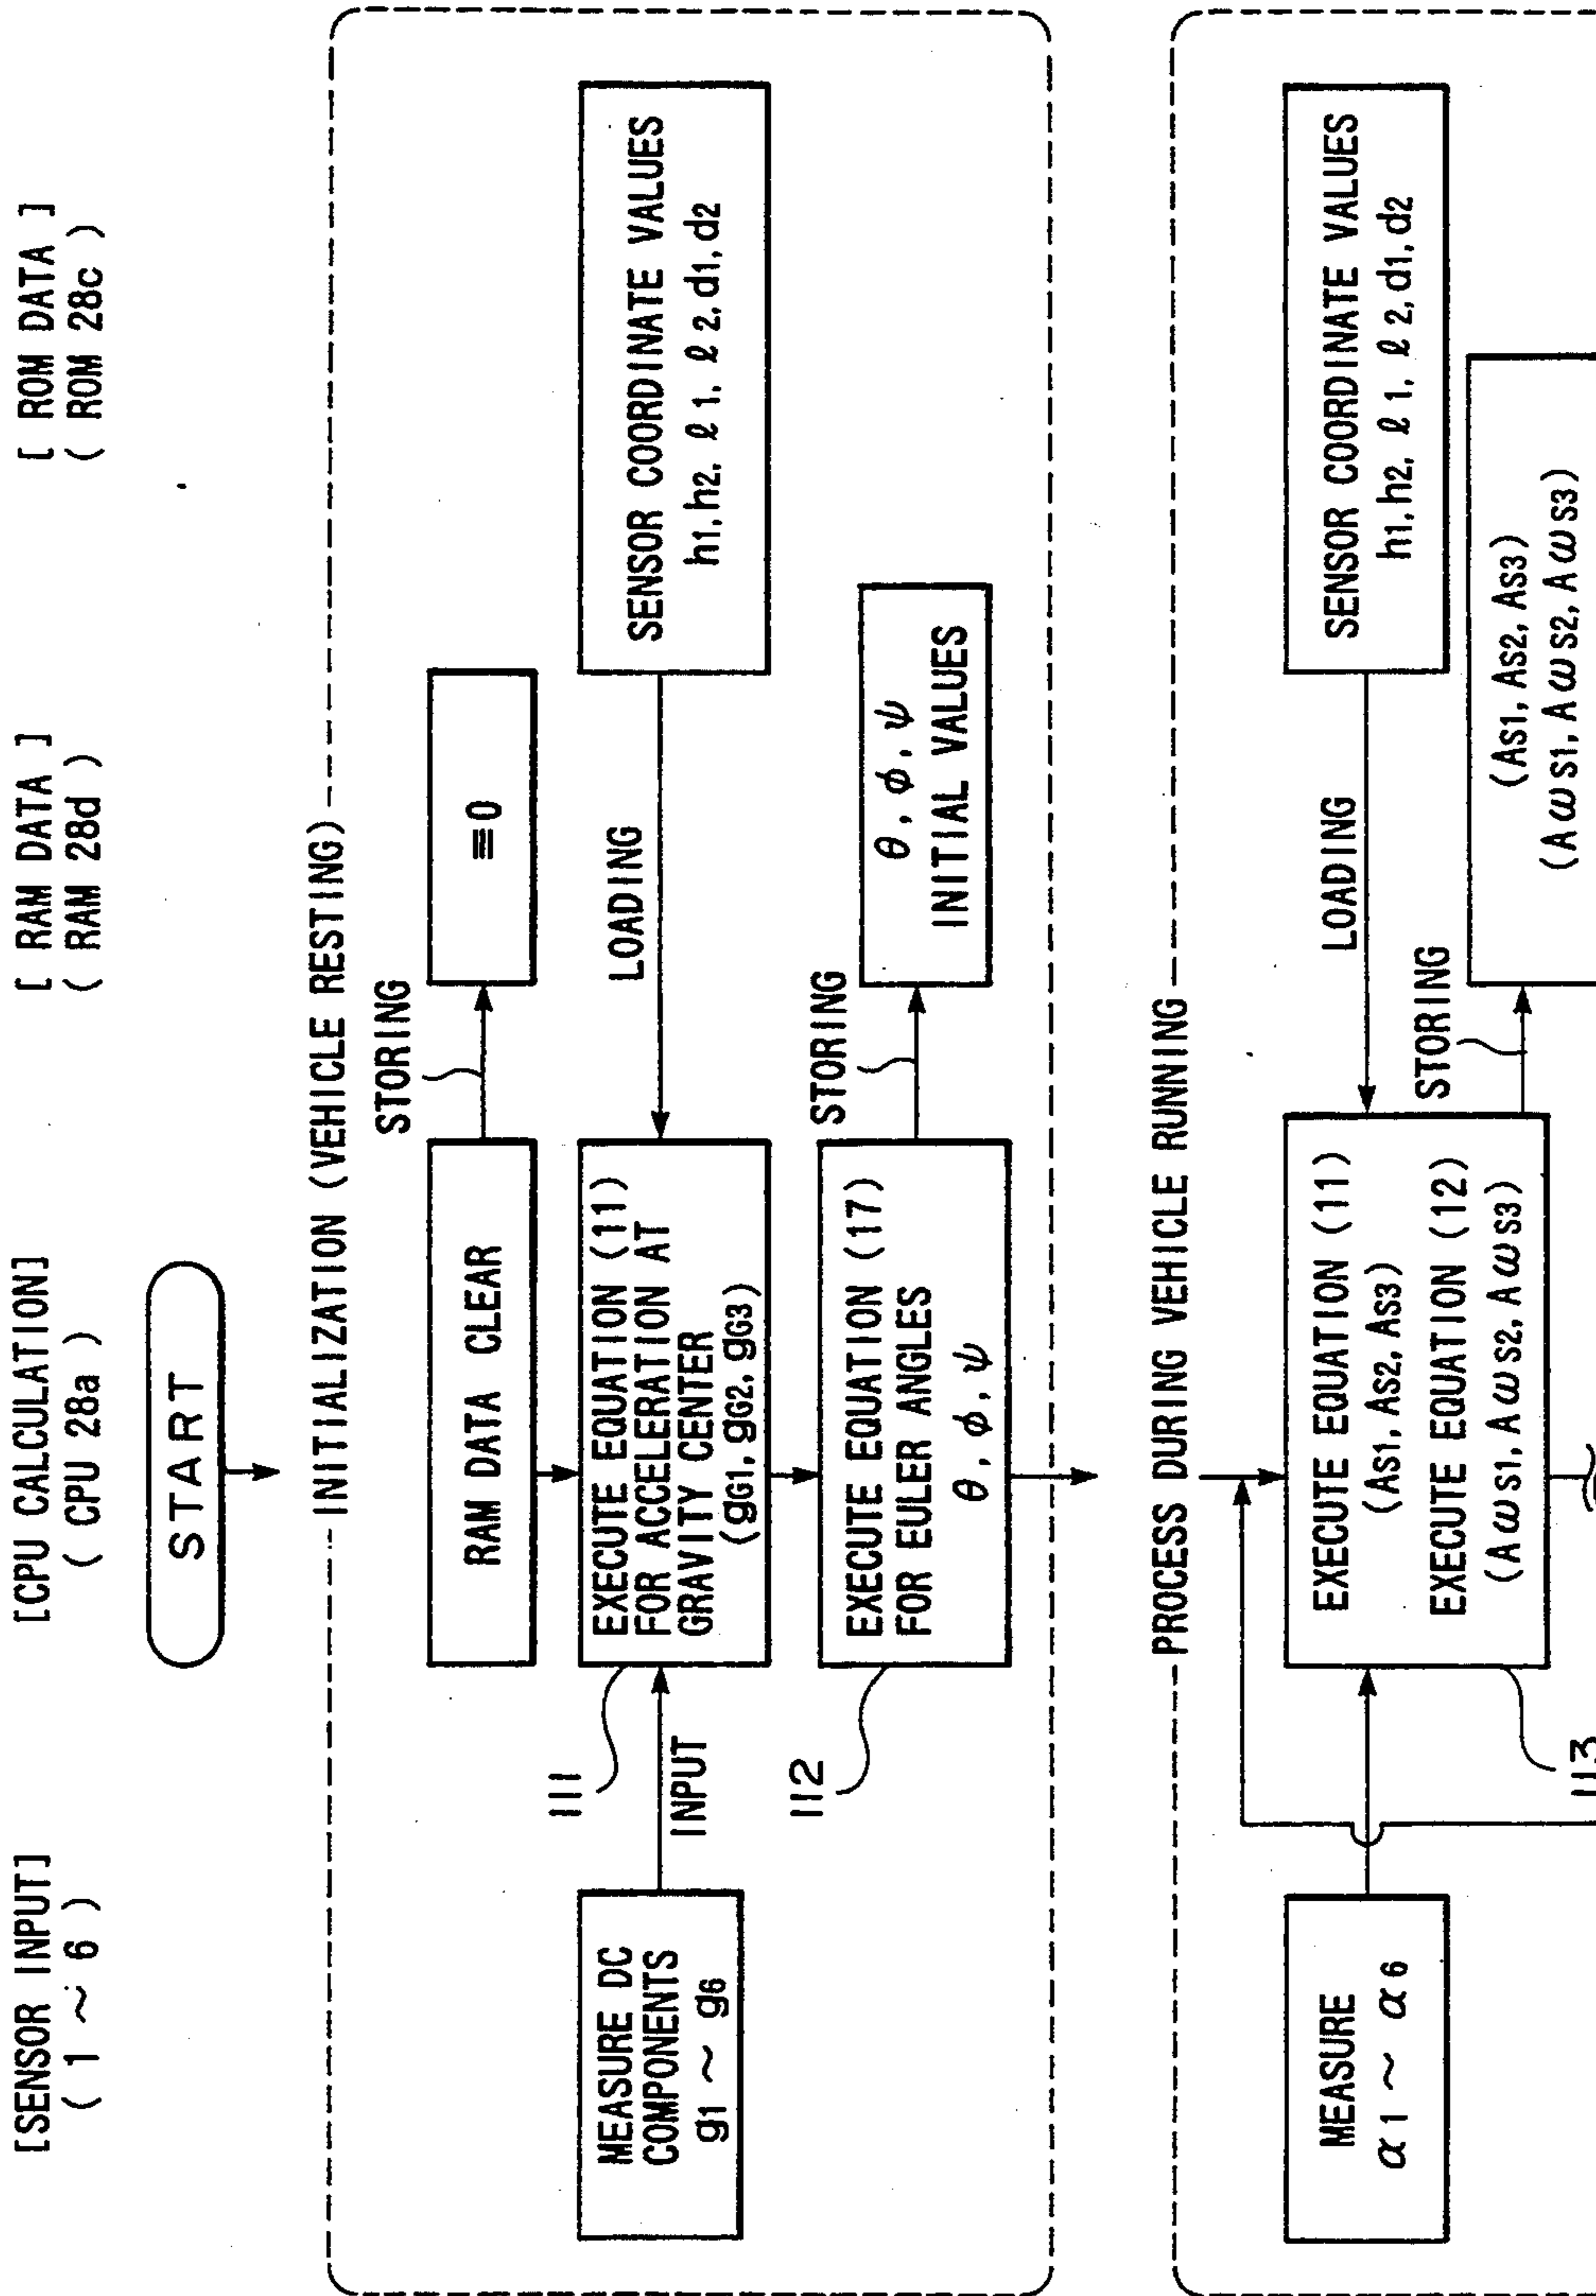 [SENSOR INPUT]
( 1 ~ 6 )
[CPU CALCULATION]
( CPU 28a )
[ RAM DATA ]
( RAM 28d )
[ ROM DATA ]
( ROM 28c )
START
INITIALIZATION (VEHICLE RESTING)
RAM DATA CLEAR
STORING
≡0
MEASURE DC
COMPONENTS
g1 ~ g6
INPUT
111
EXECUTE EQUATION (11)
FOR ACCELERATION AT
GRAVITY CENTER
(gG1, gG2, gG3)
LOADING
SENSOR COORDINATE VALUES
h1, h2, ℓ1, ℓ2, d1, d2
112
EXECUTE EQUATION (17)
FOR EULER ANGLES
θ, φ, ψ
STORING
θ, φ, ψ
INITIAL VALUES
PROCESS DURING VEHICLE RUNNING
MEASURE
α1 ~ α6
113
EXECUTE EQUATION (11)
(AS1, AS2, AS3)
EXECUTE EQUATION (12)
(AωS1, AωS2, AωS3)
LOADING
SENSOR COORDINATE VALUES
h1, h2, ℓ1, ℓ2, d1, d2
STORING
(AS1, AS2, AS3)
(AωS1, AωS2, AωS3)